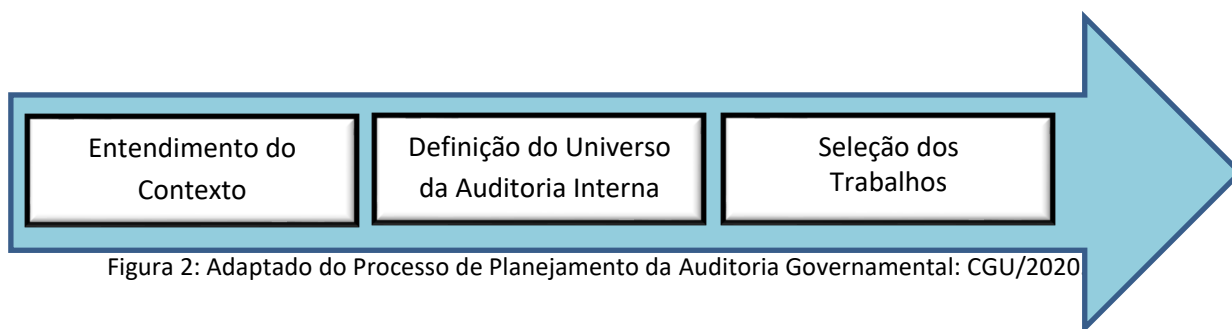 Entendimento do
Contexto
Definição do Universo
da Auditoria Interna
Seleção dos
Trabalhos
Figura 2: Adaptado do Processo de Planejamento da Auditoria Governamental: CGU/2020